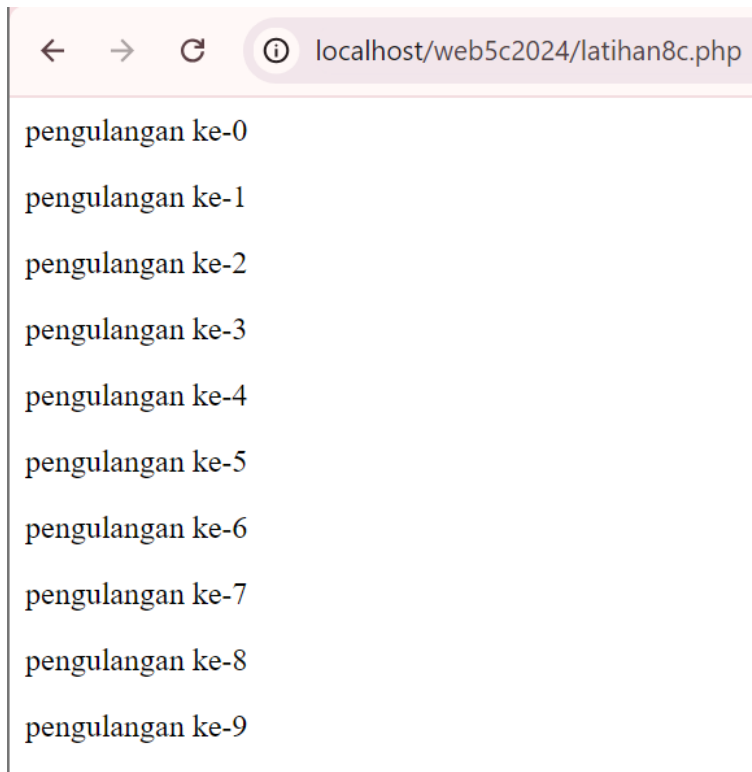 localhost/web5c2024/latihan8c.php
pengulangan ke-0
pengulangan ke-1
pengulangan ke-2
pengulangan ke-3
pengulangan ke-4
pengulangan ke-5
pengulangan ke-6
pengulangan ke-7
pengulangan ke-8
pengulangan ke-9